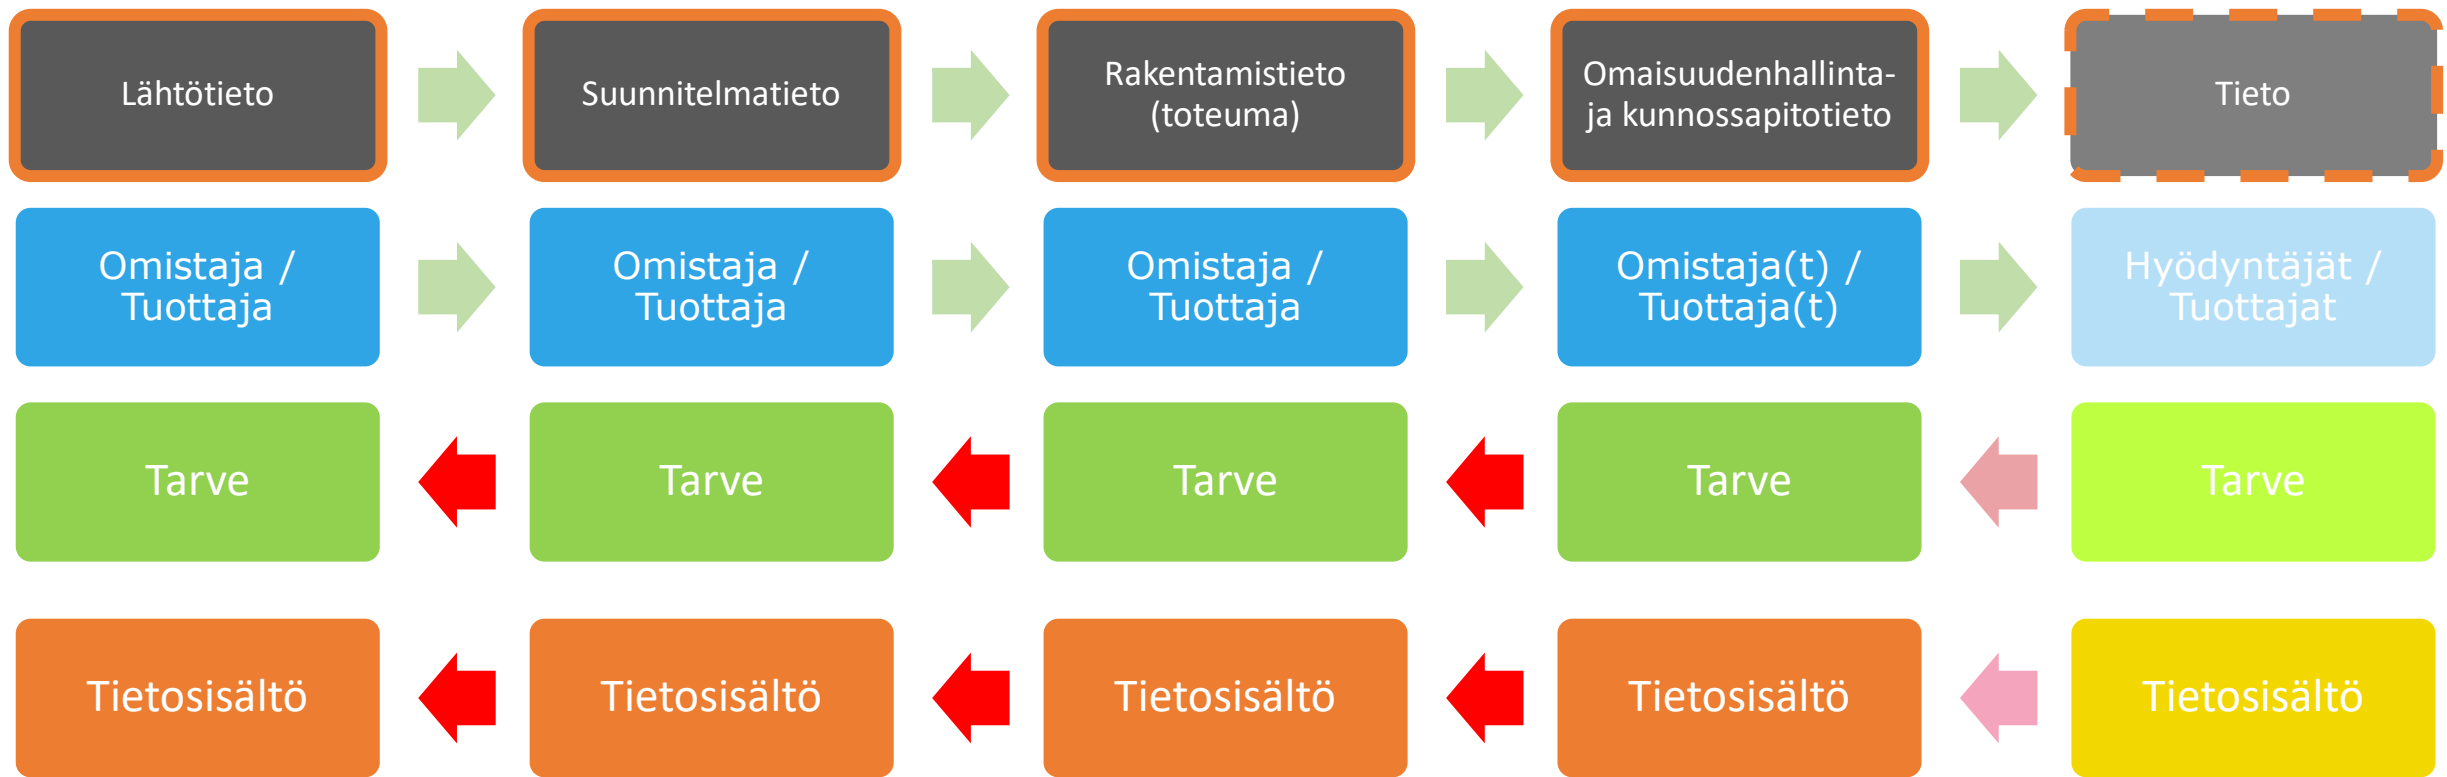 Lähtötieto
Suunnitelmatieto
Rakentamistieto
(toteuma)
Omaisuudenhallinta-
ja kunnossapitotieto
Tieto
Omistaja /
Tuottaja
Omistaja /
Tuottaja
Omistaja /
Tuottaja
Omistaja(t) /
Tuottaja(t)
Hyödyntäjät /
Tuottajat
Tarve
Tarve
Tarve
Tarve
Tarve
Tietosisältö
Tietosisältö
Tietosisältö
Tietosisältö
Tietosisältö